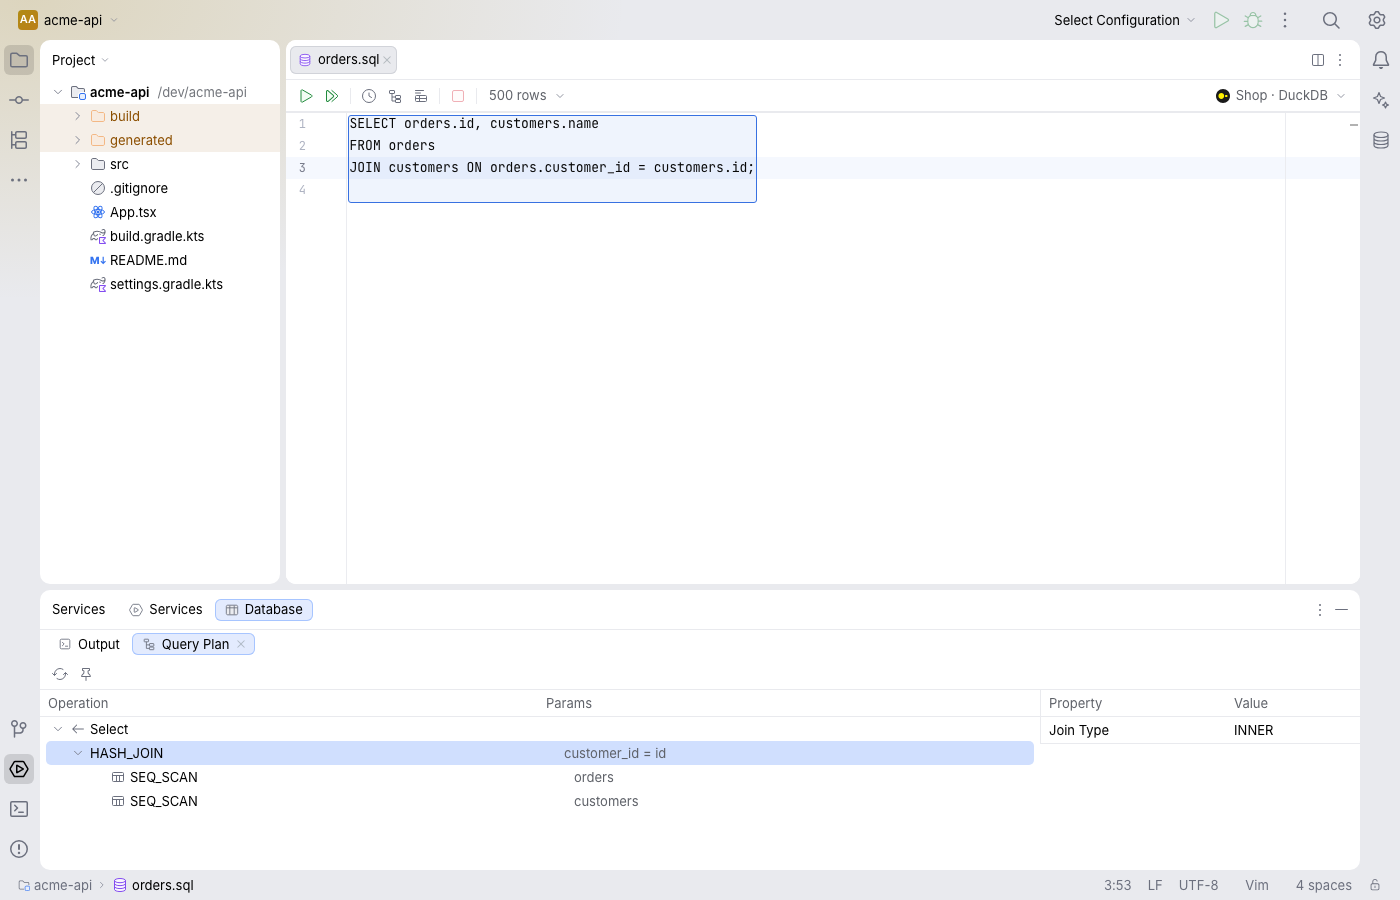 AA acme-api
Select Configuration
Project
acme-api /dev/acme-api
build
generated
src
.gitignore
App.tsx
build.gradle.kts
M↓ README.md
settings.gradle.kts
orders.sql
500 rows
Shop · DuckDB
1 SELECT orders.id, customers.name
2 FROM orders
3 JOIN customers ON orders.customer_id = customers.id;
4
Services Services Database
Output Query Plan
Operation Params Property Value
Select
Join Type INNER
HASH_JOIN customer_id = id
SEQ_SCAN orders
SEQ_SCAN customers
acme-api orders.sql
3:53 LF UTF-8 Vim 4 spaces